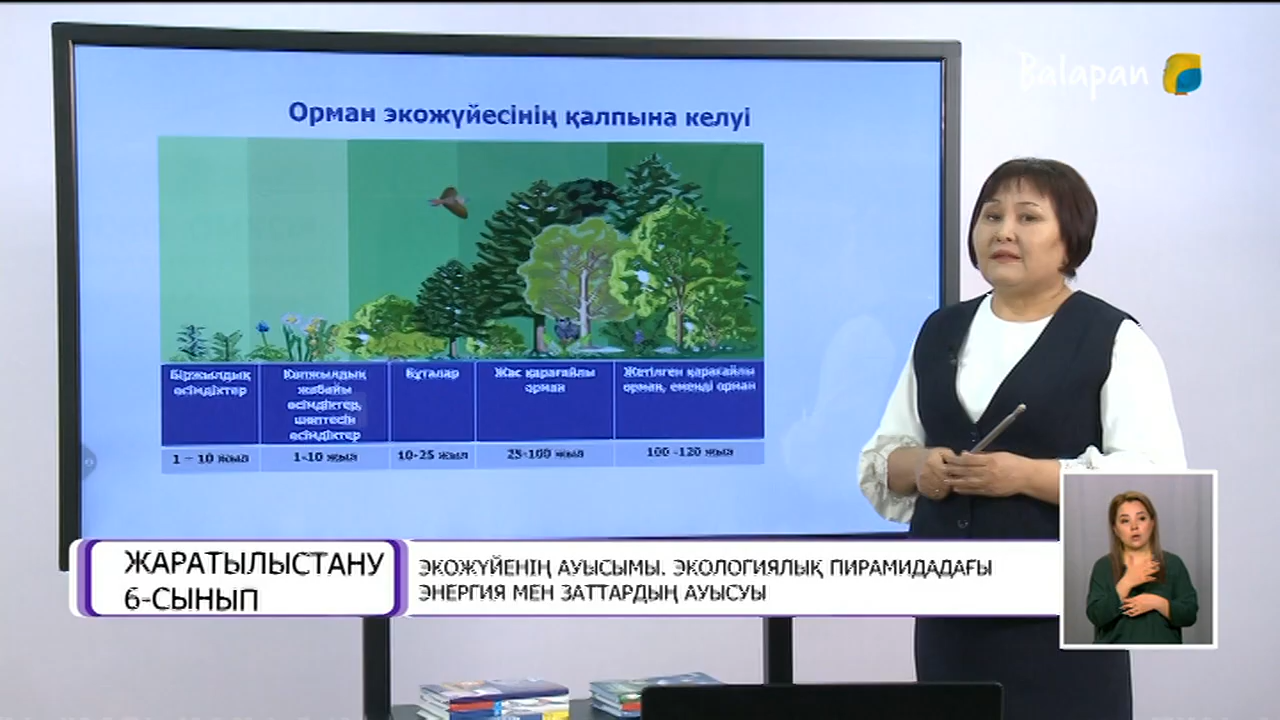 Balapan
Орман экожүйесінің қалпына келуі
Біржылдық
өсімдіктер
Көпжылдық
жабайы
өсімдіктер,
шөптесін
өсімдіктер
Бұталар
Жас қарағайлы
орман
Жетілген қарағайлы
орман, еменді орман
1 – 10 жыл
1-10 жыл
10-25 жыл
25-100 жыл
100 -120 жыл
ЖАРАТЫЛЫСТАНУ
6-СЫНЫП
ЭКОЖҮЙЕНІҢ АУЫСЫМЫ. ЭКОЛОГИЯЛЫҚ ПИРАМИДАДАҒЫ
ЭНЕРГИЯ МЕН ЗАТТАРДЫҢ АУЫСУЫ